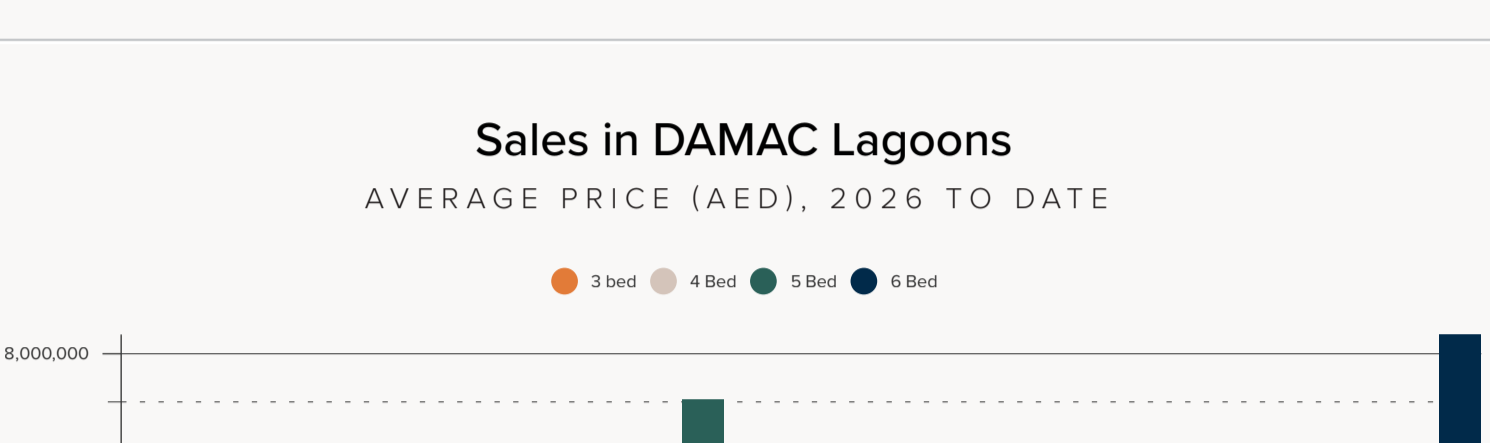 Sales in DAMAC Lagoons
AVERAGE PRICE (AED), 2026 TO DATE
3 bed 4 Bed 5 Bed 6 Bed
8,000,000